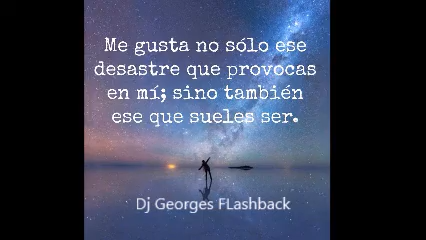 Me gusta no sólo ese
desastre que provocas
en mí; sino también
ese que sueles ser.
Dj Georges FLashback